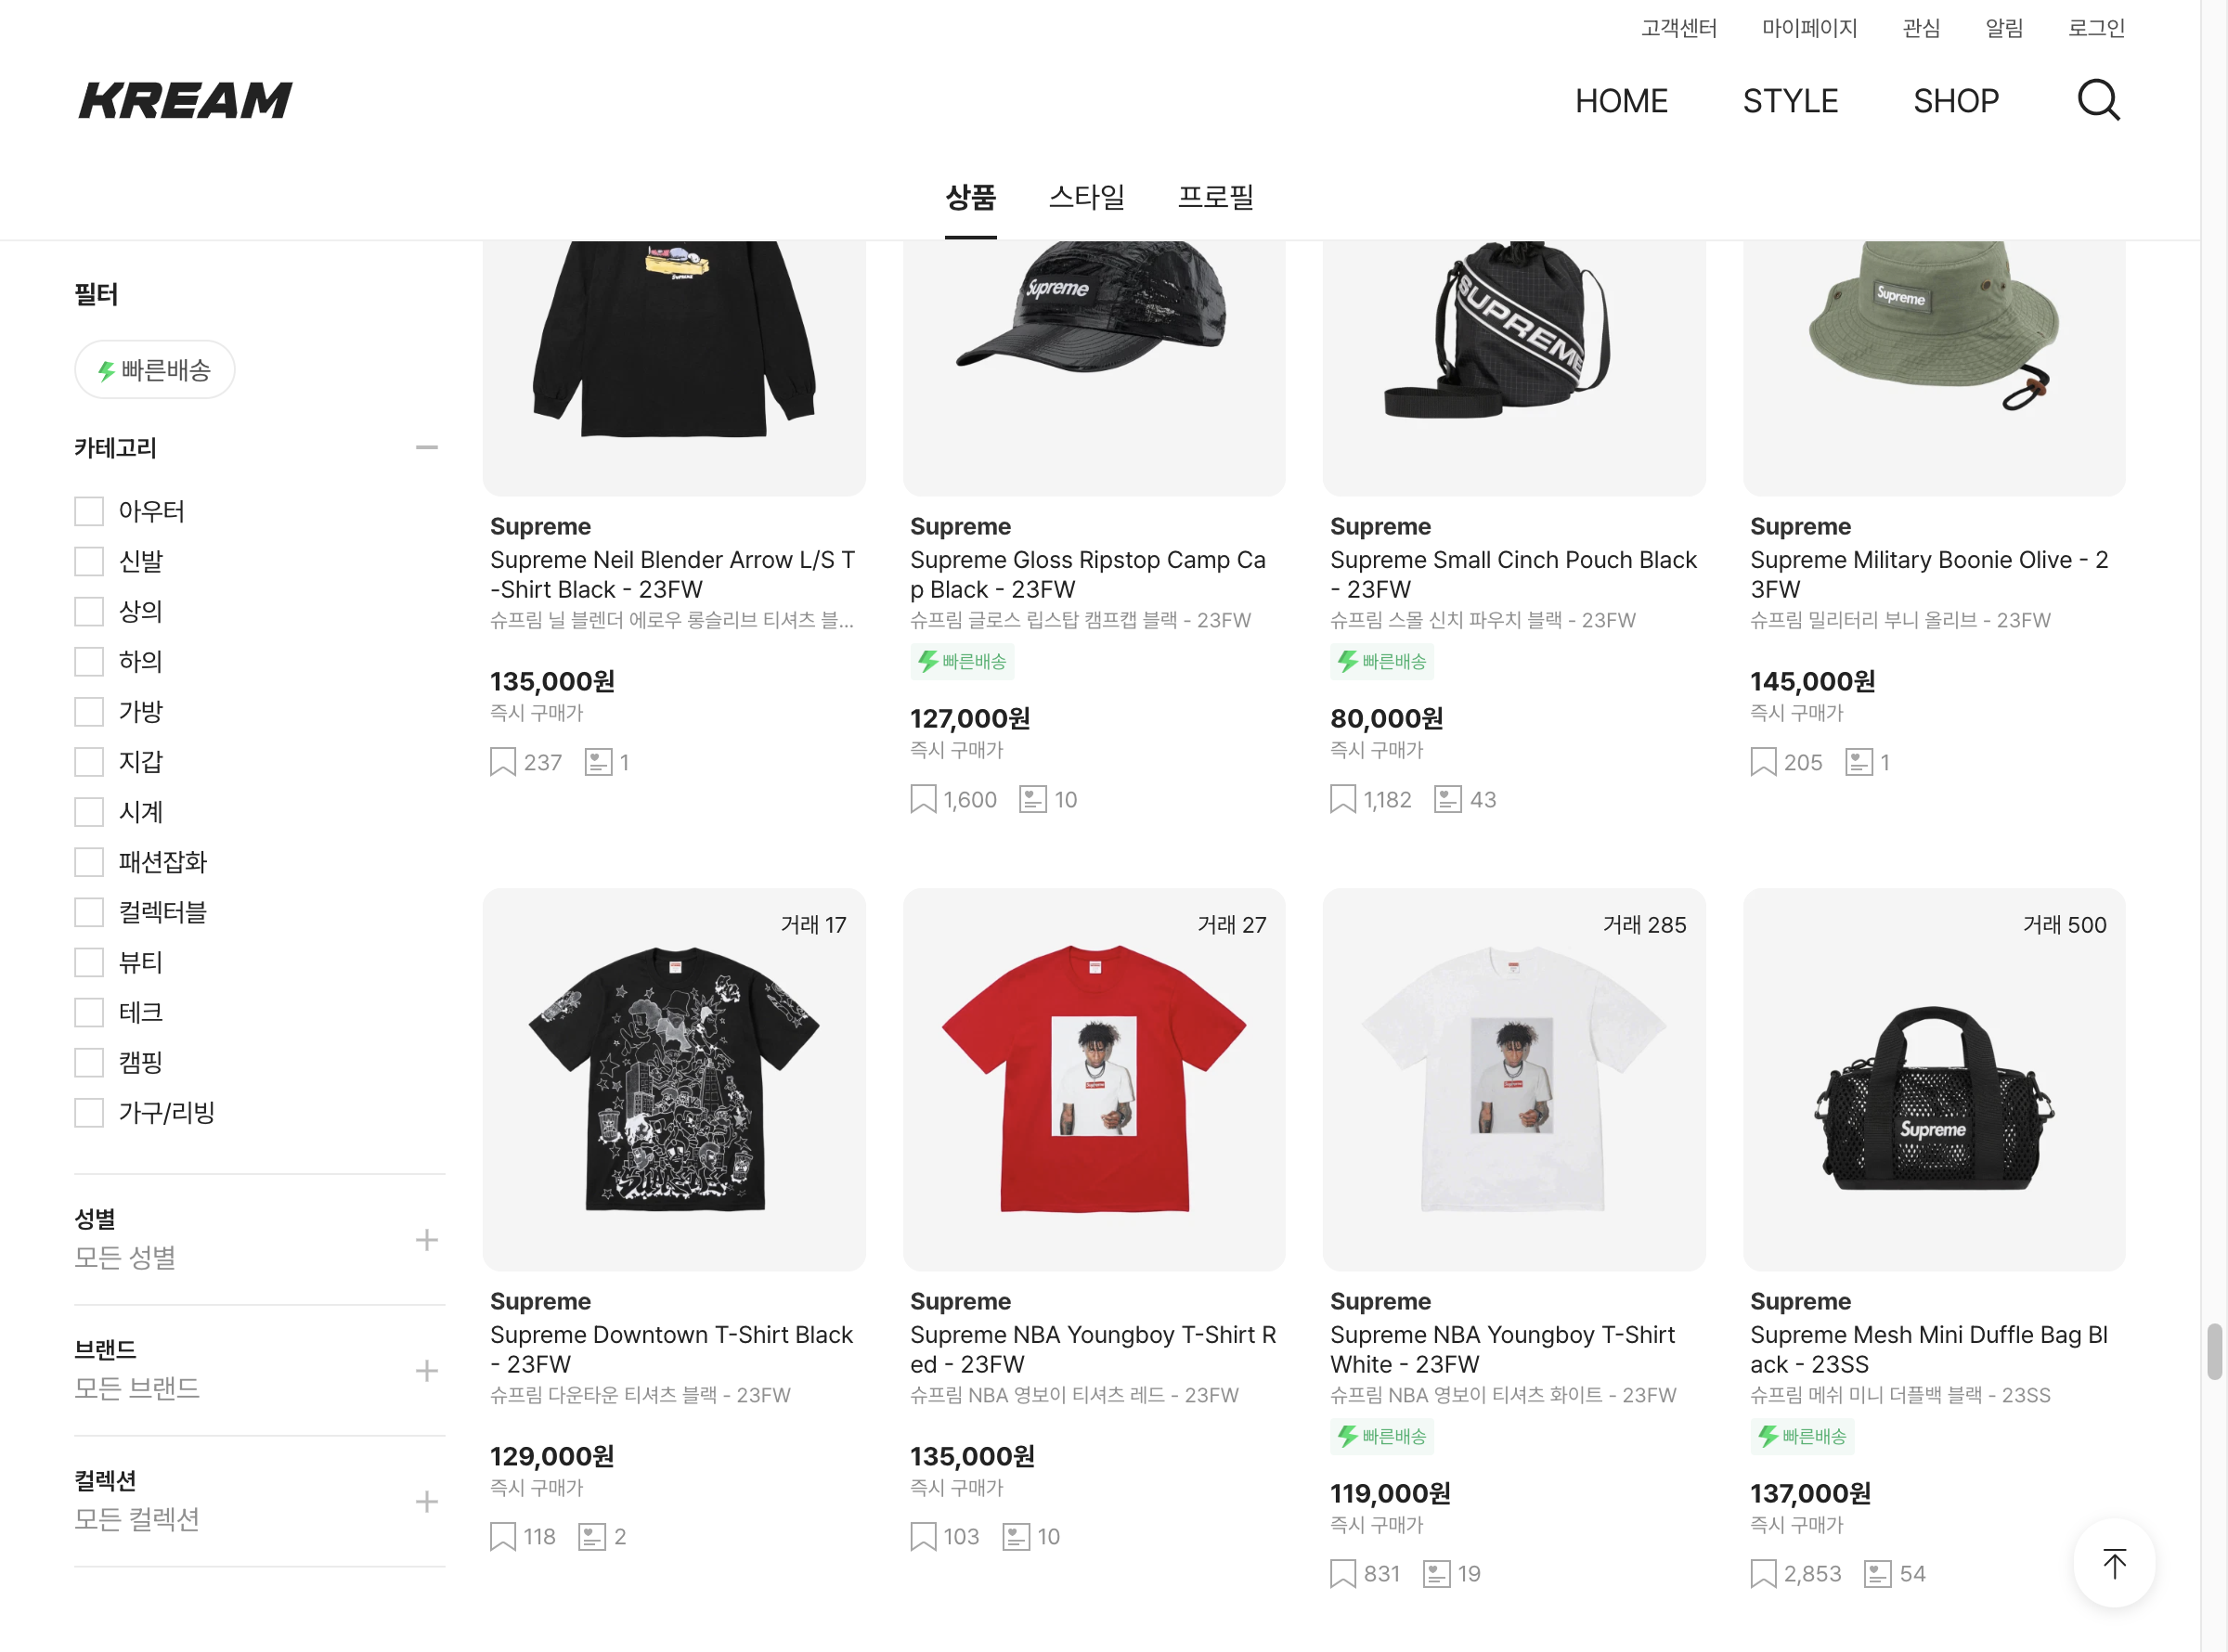 고객센터 마이페이지 관심 알림 로그인
KREAM
HOME STYLE SHOP
상품 스타일 프로필
필터
빠른배송
카테고리
아우터
신발
상의
하의
가방
지갑
시계
패션잡화
컬렉터블
뷰티
테크
캠핑
가구/리빙
성별
모든 성별
브랜드
모든 브랜드
컬렉션
모든 컬렉션
Supreme
Supreme
Supreme Neil Blender Arrow L/S T
-Shirt Black - 23FW
슈프림 닐 블렌더 에로우 롱슬리브 티셔츠 블...
135,000원
즉시 구매가
237 1
Supreme
Supreme
Supreme Gloss Ripstop Camp Ca
p Black - 23FW
슈프림 글로스 립스탑 캠프캡 블랙 - 23FW
빠른배송
127,000원
즉시 구매가
1,600 10
SUPREME
Supreme
Supreme Small Cinch Pouch Black
- 23FW
슈프림 스몰 신치 파우치 블랙 - 23FW
빠른배송
80,000원
즉시 구매가
1,182 43
Supreme
Supreme
Supreme Military Boonie Olive - 2
3FW
슈프림 밀리터리 부니 올리브 - 23FW
145,000원
즉시 구매가
205 1
거래 17
Supreme
Supreme Downtown T-Shirt Black
- 23FW
슈프림 다운타운 티셔츠 블랙 - 23FW
129,000원
즉시 구매가
118 2
거래 27
Supreme
Supreme
Supreme NBA Youngboy T-Shirt R
ed - 23FW
슈프림 NBA 영보이 티셔츠 레드 - 23FW
135,000원
즉시 구매가
103 10
거래 285
Supreme
Supreme
Supreme NBA Youngboy T-Shirt
White - 23FW
슈프림 NBA 영보이 티셔츠 화이트 - 23FW
빠른배송
119,000원
즉시 구매가
831 19
거래 500
Supreme
Supreme
Supreme Mesh Mini Duffle Bag Bl
ack - 23SS
슈프림 메쉬 미니 더플백 블랙 - 23SS
빠른배송
137,000원
즉시 구매가
2,853 54